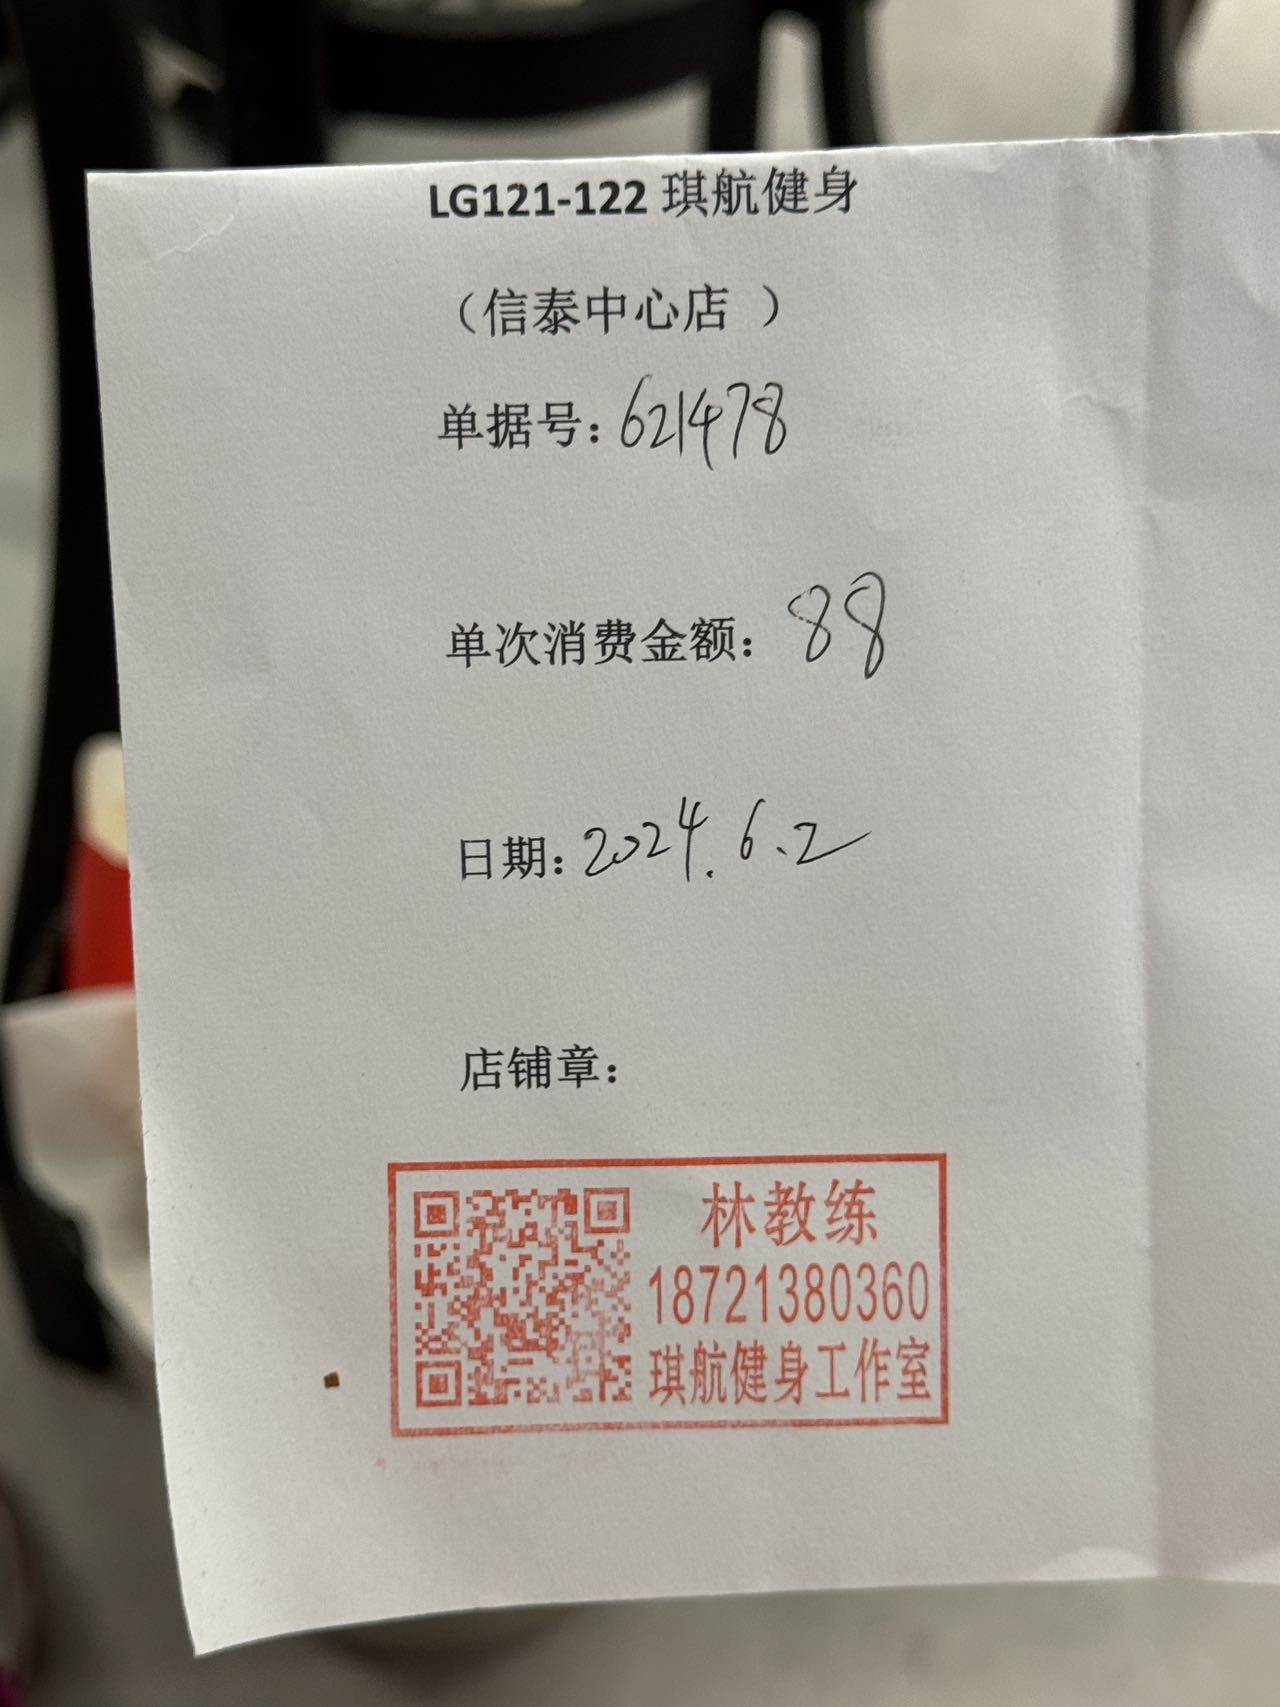 LG121-122 琪航健身
（信泰中心店 ）
单据号：621478
单次消费金额：88
日期：2024.6.2
店铺章：
林教练
18721380360
琪航健身工作室